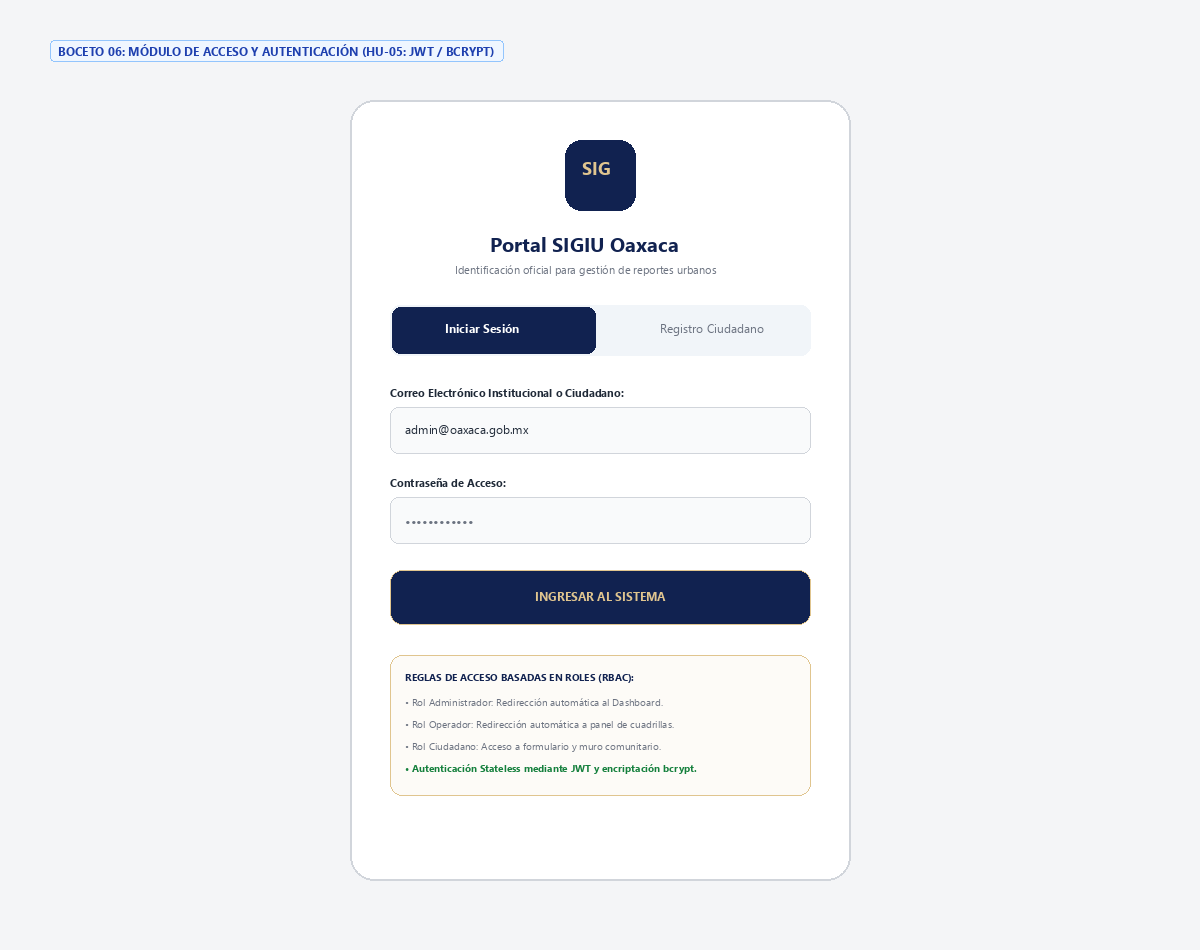 BOCETO 06: MÓDULO DE ACCESO Y AUTENTICACIÓN (HU-05: JWT / BCRYPT)
SIG
Portal SIGIU Oaxaca
Identificación oficial para gestión de reportes urbanos
Iniciar Sesión
Registro Ciudadano
Correo Electrónico Institucional o Ciudadano:
admin@oaxaca.gob.mx
Contraseña de Acceso:
••••••••••••
INGRESAR AL SISTEMA
REGLAS DE ACCESO BASADAS EN ROLES (RBAC):
• Rol Administrador: Redirección automática al Dashboard.
• Rol Operador: Redirección automática a panel de cuadrillas.
• Rol Ciudadano: Acceso a formulario y muro comunitario.
• Autenticación Stateless mediante JWT y encriptación bcrypt.